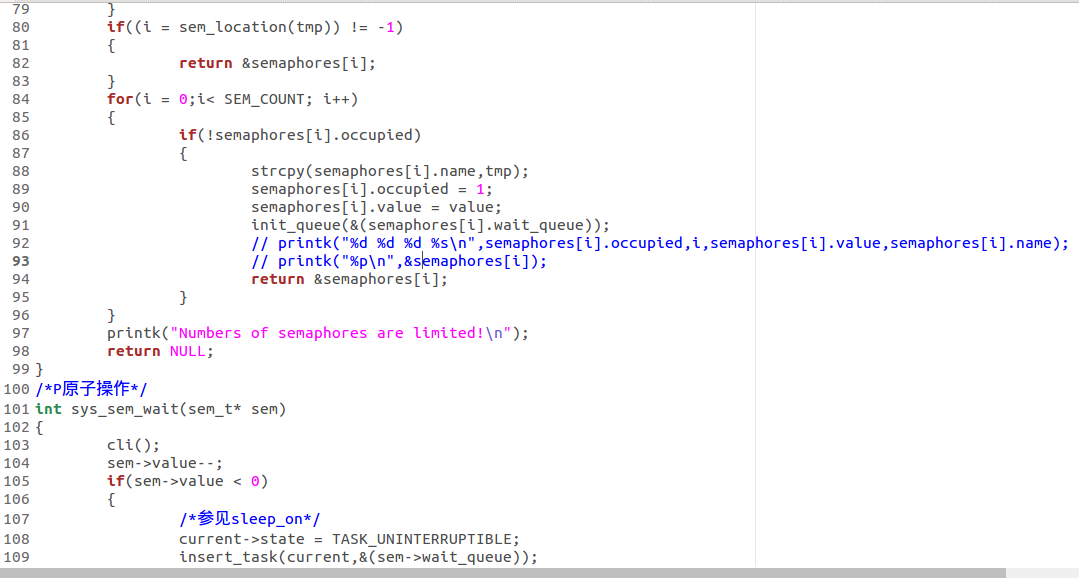 79 }
80 if((i = sem_location(tmp)) != -1)
81 {
82 return &semaphores[i];
83 }
84 for(i = 0;i< SEM_COUNT; i++)
85 {
86 if(!semaphores[i].occupied)
87 {
88 strcpy(semaphores[i].name,tmp);
89 semaphores[i].occupied = 1;
90 semaphores[i].value = value;
91 init_queue(&(semaphores[i].wait_queue));
92 // printk("%d %d %d %s\n",semaphores[i].occupied,i,semaphores[i].value,semaphores[i].name);
93 // printk("%p\n",&semaphores[i]);
94 return &semaphores[i];
95 }
96 }
97 printk("Numbers of semaphores are limited!\n");
98 return NULL;
99 }
100 /*P原子操作*/
101 int sys_sem_wait(sem_t* sem)
102 {
103 cli();
104 sem->value--;
105 if(sem->value < 0)
106 {
107 /*参见sleep_on*/
108 current->state = TASK_UNINTERRUPTIBLE;
109 insert_task(current,&(sem->wait_queue));